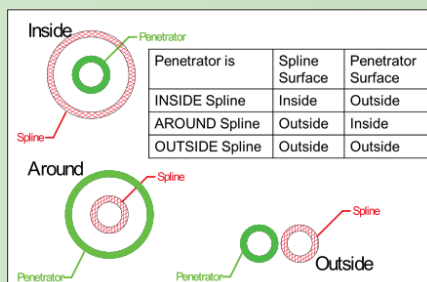 Inside
Penetrator
Penetrator is
Spline Surface
Penetrator Surface
INSIDE Spline
Inside
Outside
AROUND Spline
Outside
Inside
OUTSIDE Spline
Outside
Outside
Spline
Around
Spline
Spline
Penetrator
Penetrator
Outside